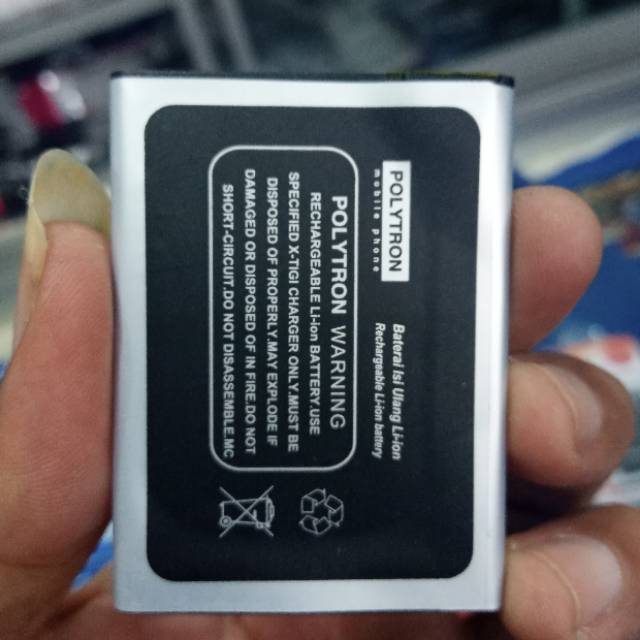 POLYTRON
mobile phone
Baterai Isi Ulang Li-ion
Rechargeable Li-ion battery
POLYTRON WARNING
RECHARGEABLE Li-ion BATTERY.USE
SPECIFIED X-TIGI CHARGER ONLY.MUST BE
DISPOSED OF PROPERLY.MAY EXPLODE IF
DAMAGED OR DISPOSED OF IN FIRE.DO NOT
SHORT-CIRCUIT.DO NOT DISASSEMBLE.MC